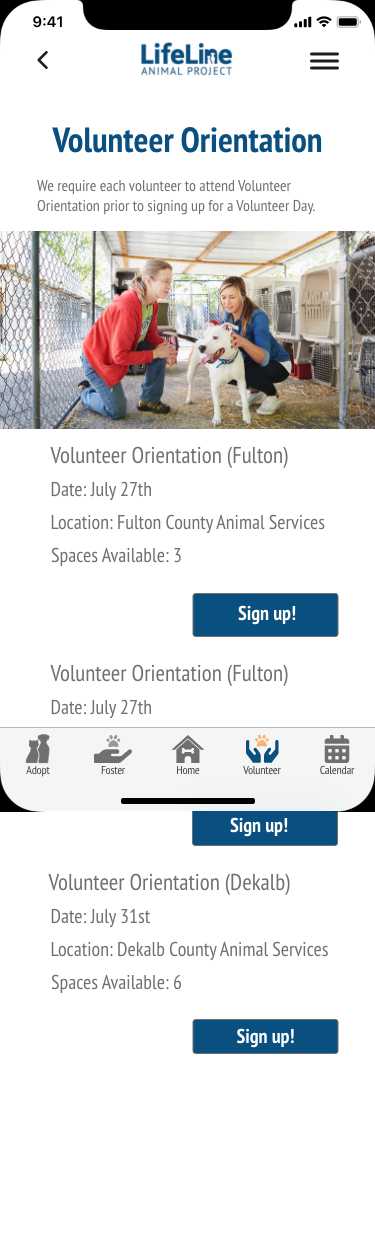 9:41
LifeLine
ANIMAL PROJECT
Volunteer Orientation
We require each volunteer to attend Volunteer
Orientation prior to signing up for a Volunteer Day.
Volunteer Orientation (Fulton)
Date: July 27th
Location: Fulton County Animal Services
Spaces Available: 3
Sign up!
Volunteer Orientation (Fulton)
Date: July 27th
Adopt
Foster
Home
Volunteer
Calendar
Sign up!
Volunteer Orientation (Dekalb)
Date: July 31st
Location: Dekalb County Animal Services
Spaces Available: 6
Sign up!